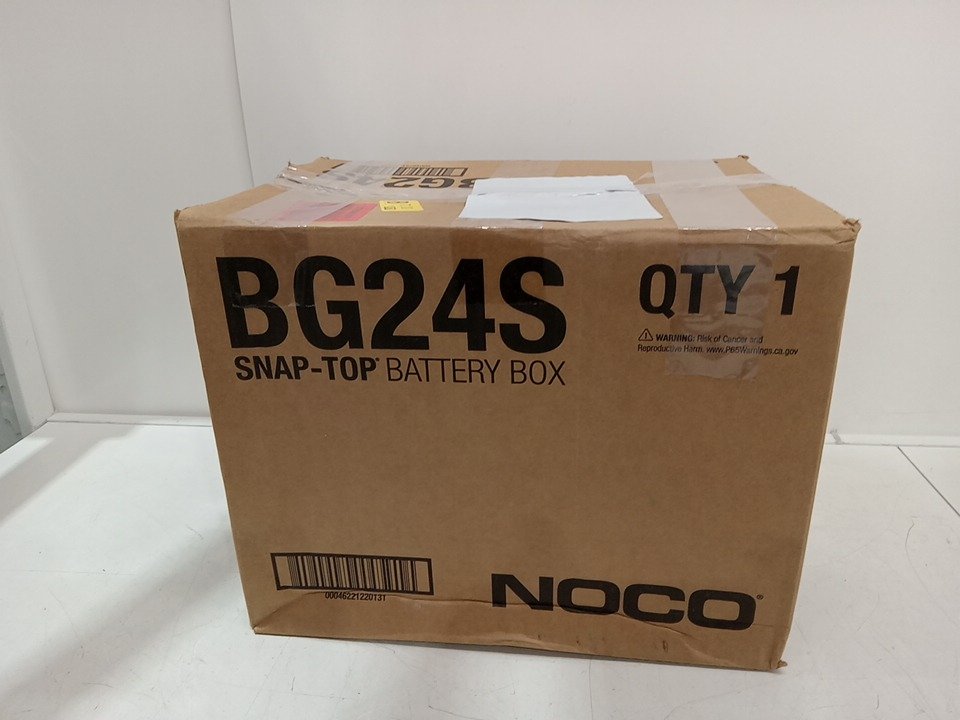 BG2
BG24S
QTY 1
SNAP-TOP® BATTERY BOX
WARNING: Risk of Cancer and
Reproductive Harm. www.P65Warnings.ca.gov
00046221220131
NOCO®